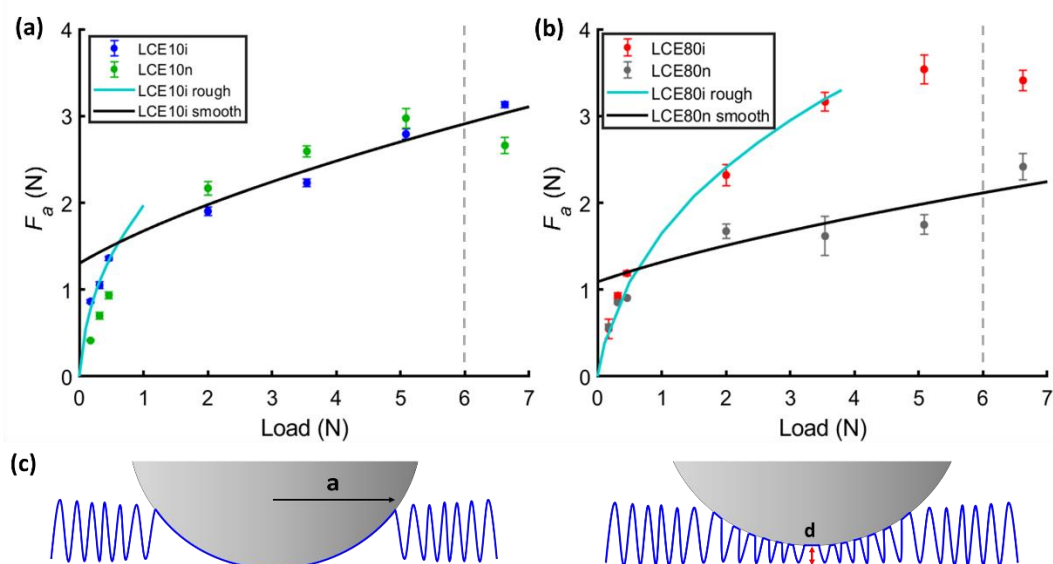 (a)
4
3
2
1
0
F_a (N)
LCE10i
LCE10n
LCE10i rough
LCE10i smooth
0 1 2 3 4 5 6 7
Load (N)
(b)
4
3
2
1
0
F_a (N)
LCE80i
LCE80n
LCE80i rough
LCE80n smooth
0 1 2 3 4 5 6 7
Load (N)
(c)
a
d